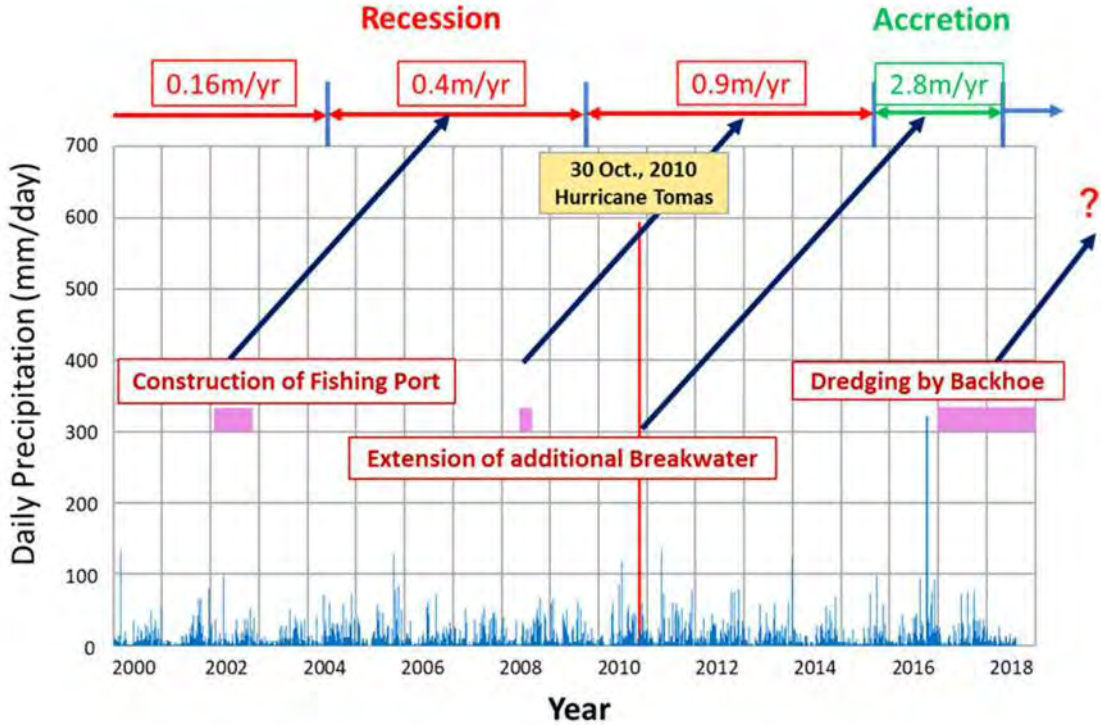 Recession
Accretion
0.16m/yr
0.4m/yr
0.9m/yr
2.8m/yr
Daily Precipitation (mm/day)
700
600
500
400
300
200
100
0
30 Oct., 2010
Hurricane Tomas
?
Construction of Fishing Port
Dredging by Backhoe
Extension of additional Breakwater
2000 2002 2004 2006 2008 2010 2012 2014 2016 2018
Year